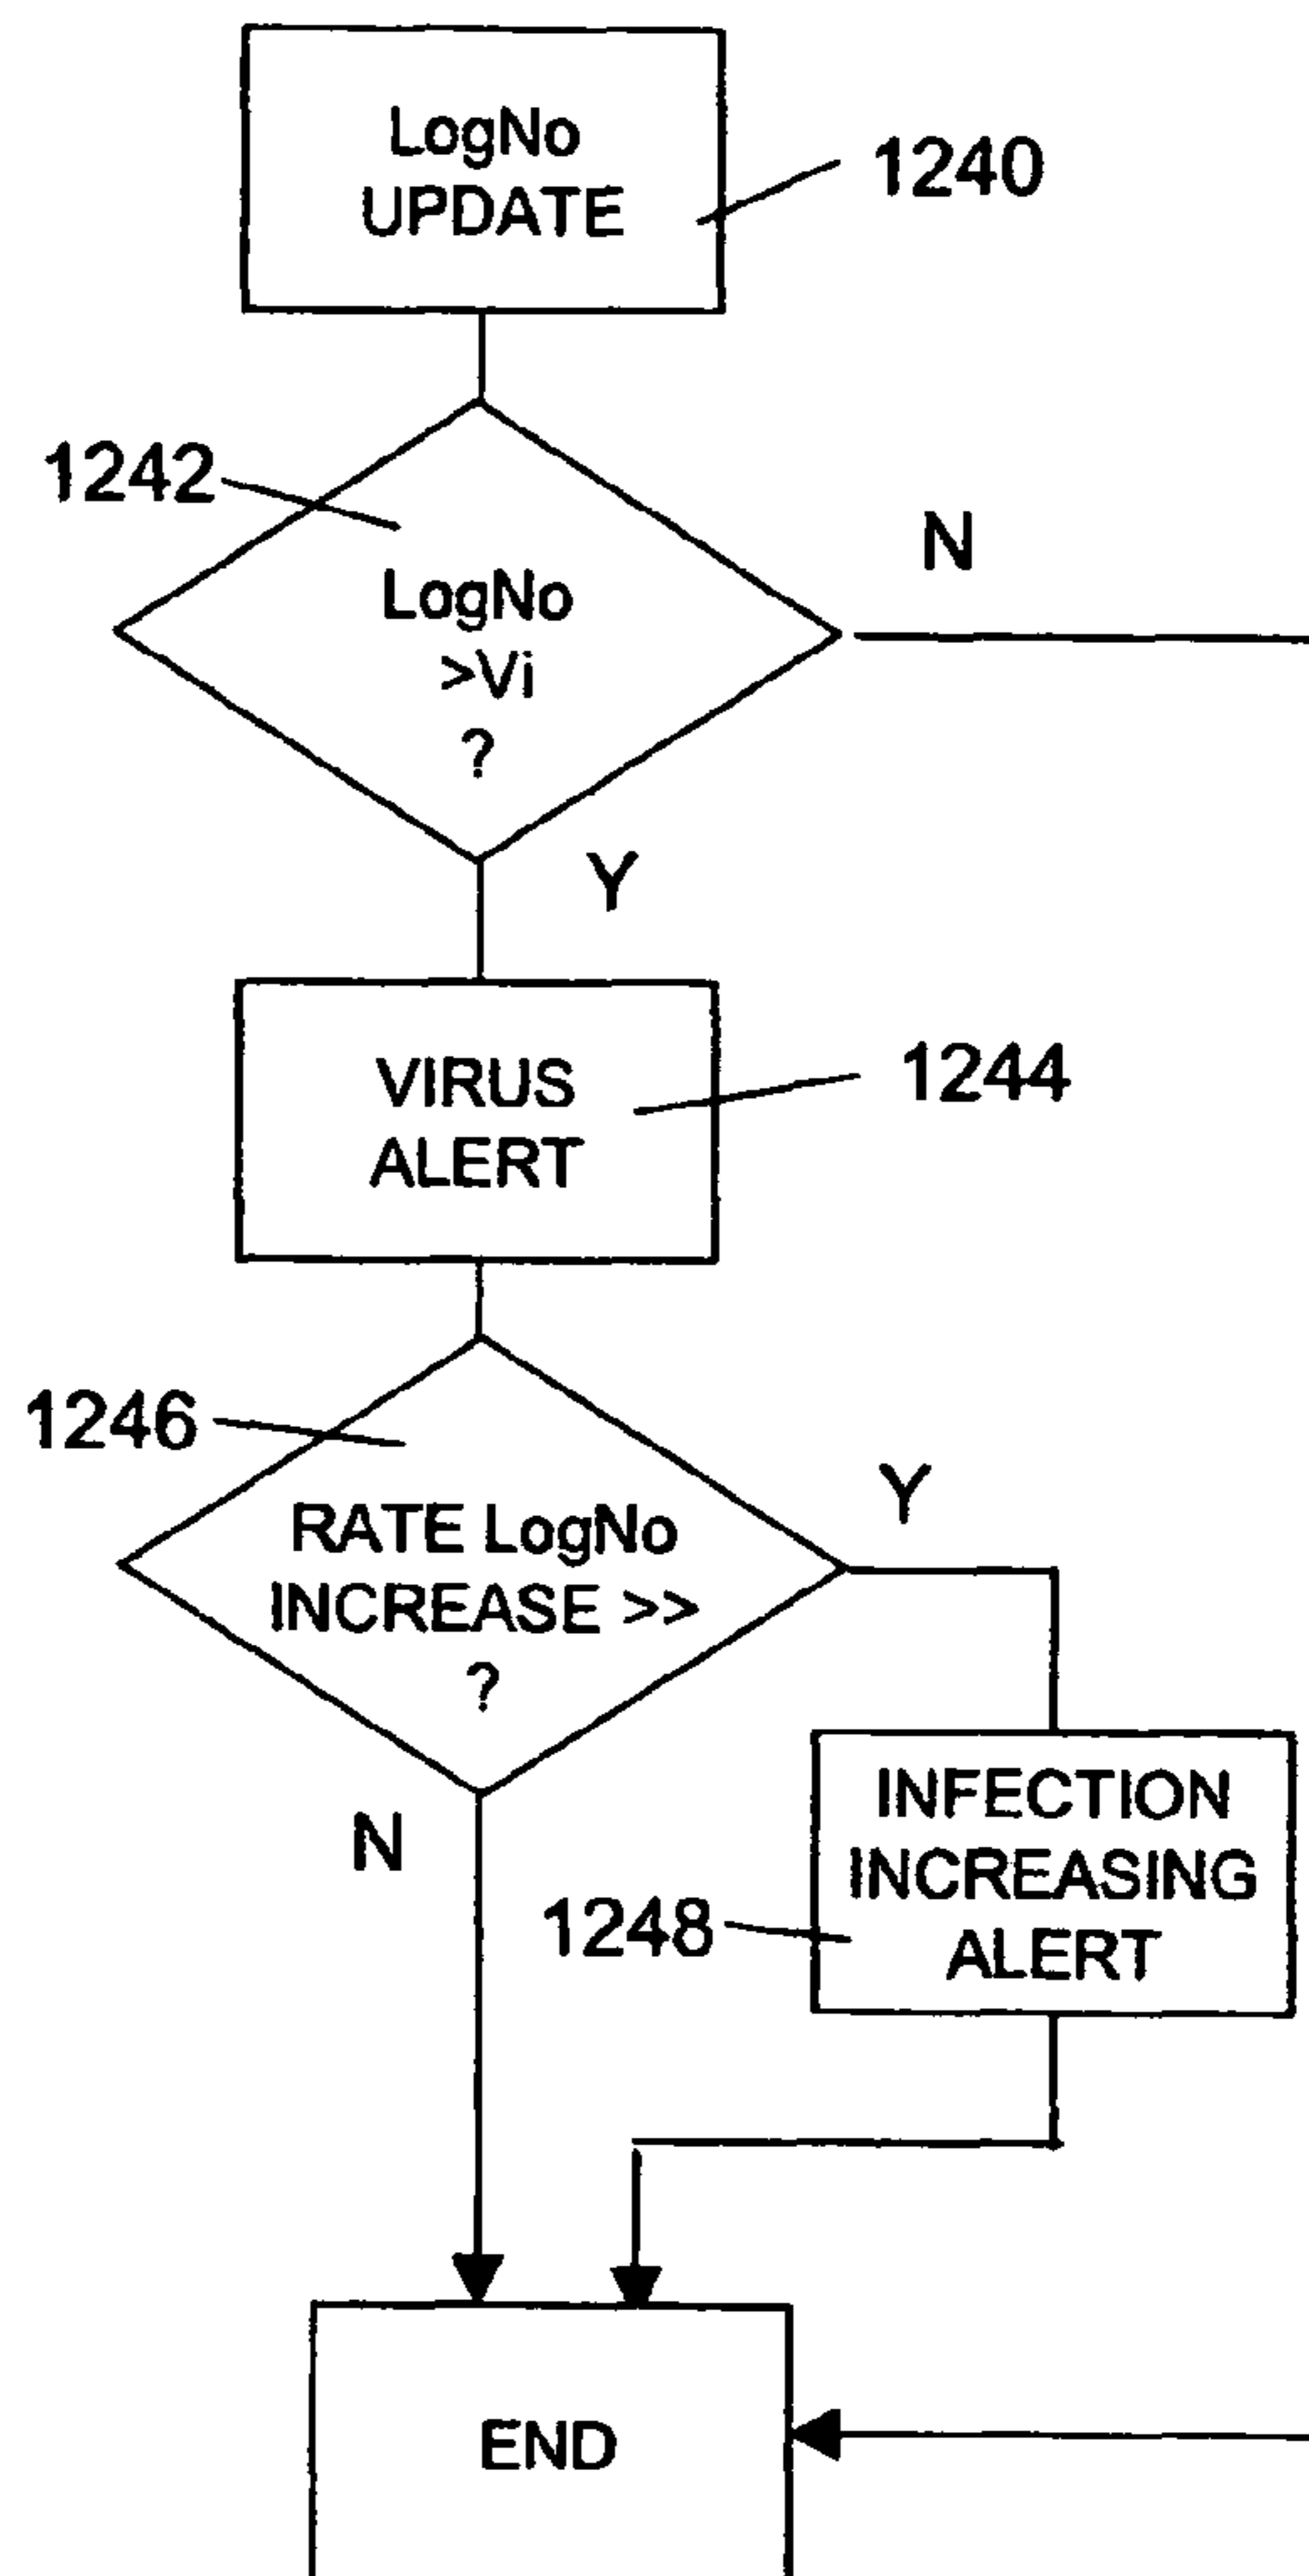 LogNo
UPDATE
1240
1242
LogNo
>Vi
?
N
Y
VIRUS
ALERT
1244
1246
RATE LogNo
INCREASE >>
?
Y
N
INFECTION
INCREASING
ALERT
1248
END